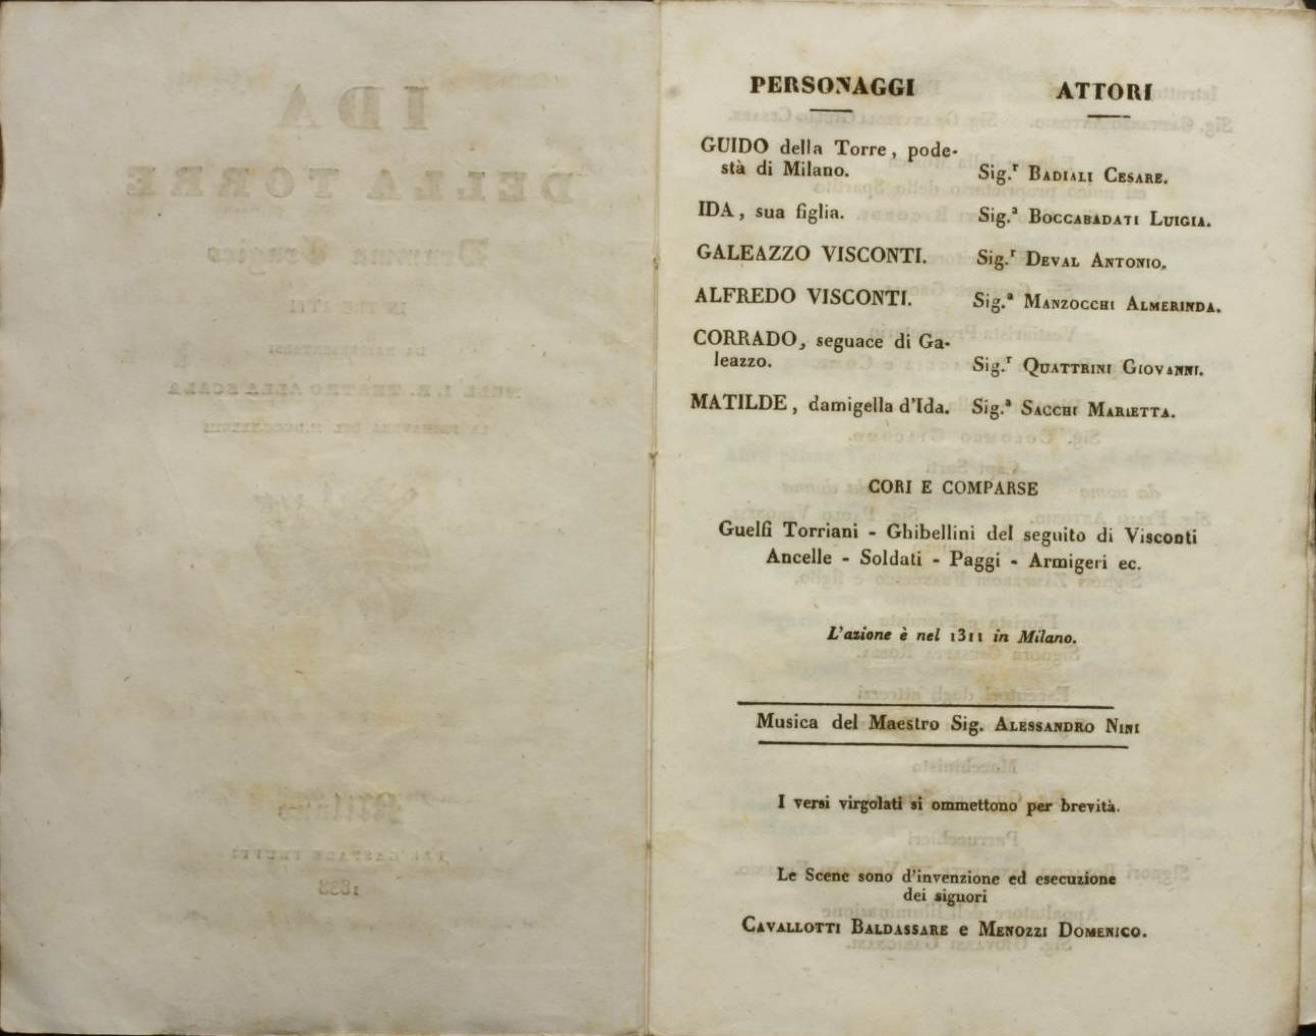 PERSONAGGI ATTORI
GUIDO della Torre, pode-
stà di Milano. Sig.ʳ BADIALI CESARE.
IDA, sua figlia. Sig.ª BOCCABADATI LUIGIA.
GALEAZZO VISCONTI. Sig.ʳ DEVAL ANTONIO.
ALFREDO VISCONTI. Sig.ª MANZOCCHI ALMERINDA.
CORRADO, seguace di Ga-
leazzo. Sig.ʳ QUATTRINI GIOVANNI.
MATILDE, damigella d'Ida. Sig.ª SACCHI MARIETTA.
CORI E COMPARSE
Guelfi Torriani - Ghibellini del seguito di Visconti
Ancelle - Soldati - Paggi - Armigeri ec.
L'azione è nel 1311 in Milano.
Musica del Maestro Sig. ALESSANDRO NINI
I versi virgolati si ommettono per brevità.
Le Scene sono d'invenzione ed esecuzione
dei signori
CAVALLOTTI BALDASSARE e MENOZZI DOMENICO.